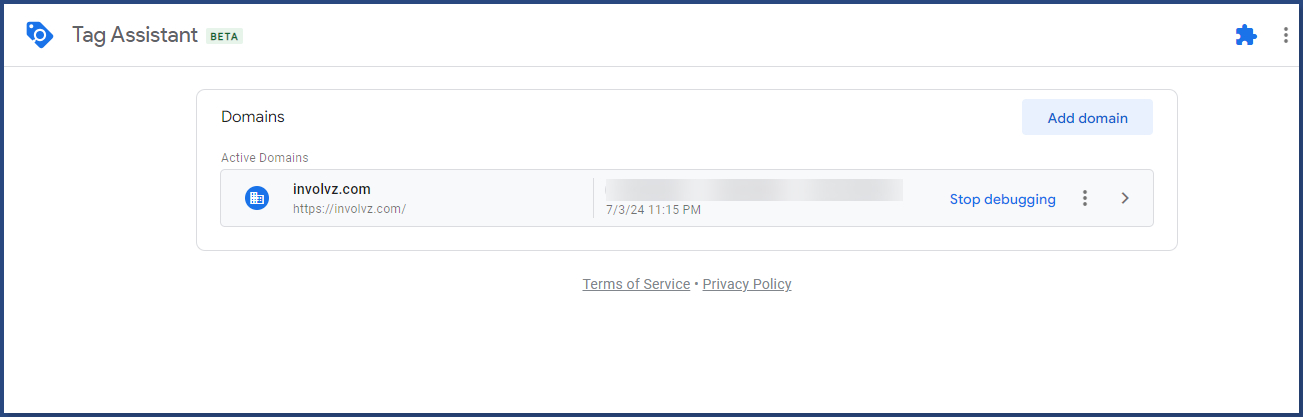 Tag Assistant BETA
Domains
Add domain
Active Domains
involvz.com
https://involvz.com/
7/3/24 11:15 PM
Stop debugging
Terms of Service • Privacy Policy